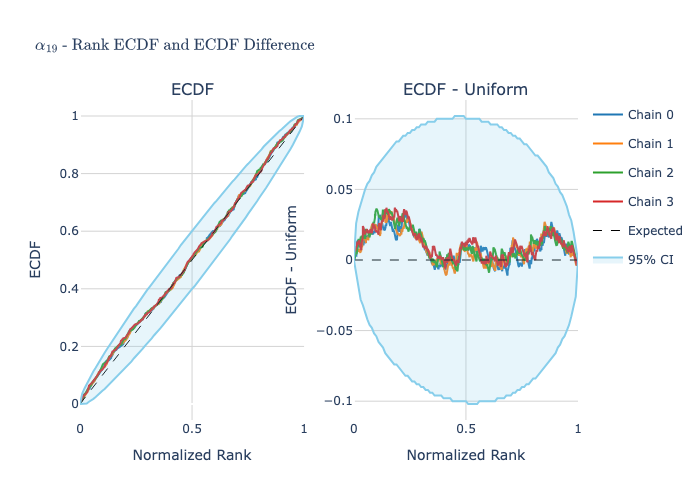 α₁₉ - Rank ECDF and ECDF Difference
ECDF
ECDF - Uniform
1
0.8
0.6
0.4
0.2
0
ECDF
0
0.5
1
Normalized Rank
0.1
0.05
0
−0.05
−0.1
ECDF - Uniform
0
0.5
1
Normalized Rank
Chain 0
Chain 1
Chain 2
Chain 3
Expected
95% CI